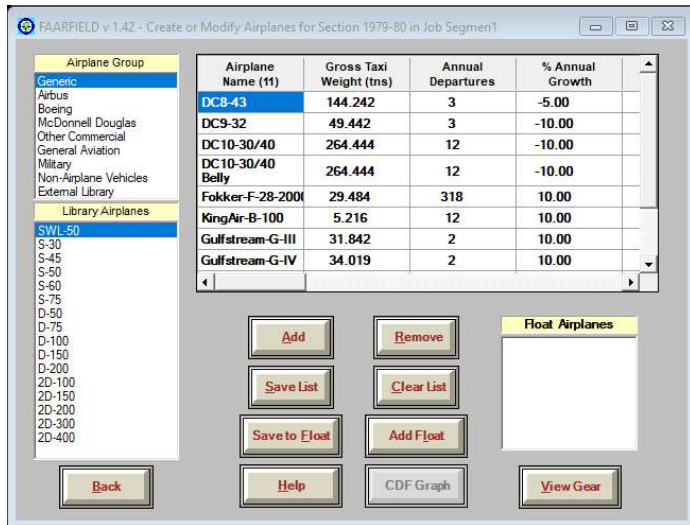 FAARFIELD v 1.42 - Create or Modify Airplanes for Section 1979-80 in Job Segmen1
Airplane Group
Generic
Airbus
Boeing
McDonnell Douglas
Other Commercial
General Aviation
Military
Non-Airplane Vehicles
External Library
Library Airplanes
SWL-50
S-30
S-45
S-50
S-60
S-75
D-50
D-75
D-100
D-150
D-200
2D-100
2D-150
2D-200
2D-300
2D-400
Airplane Name (11) Gross Taxi Weight (tns) Annual Departures % Annual Growth
DC8-43 144.242 3 -5.00
DC9-32 49.442 3 -10.00
DC10-30/40 264.444 12 -10.00
DC10-30/40 Belly 264.444 12 -10.00
Fokker-F-28-200 29.484 318 10.00
KingAir-B-100 5.216 12 10.00
Gulfstream-G-III 31.842 2 10.00
Gulfstream-G-IV 34.019 2 10.00
Add
Remove
Save List
Clear List
Save to Float
Add Float
Help
CDF Graph
Float Airplanes
Back
View Gear